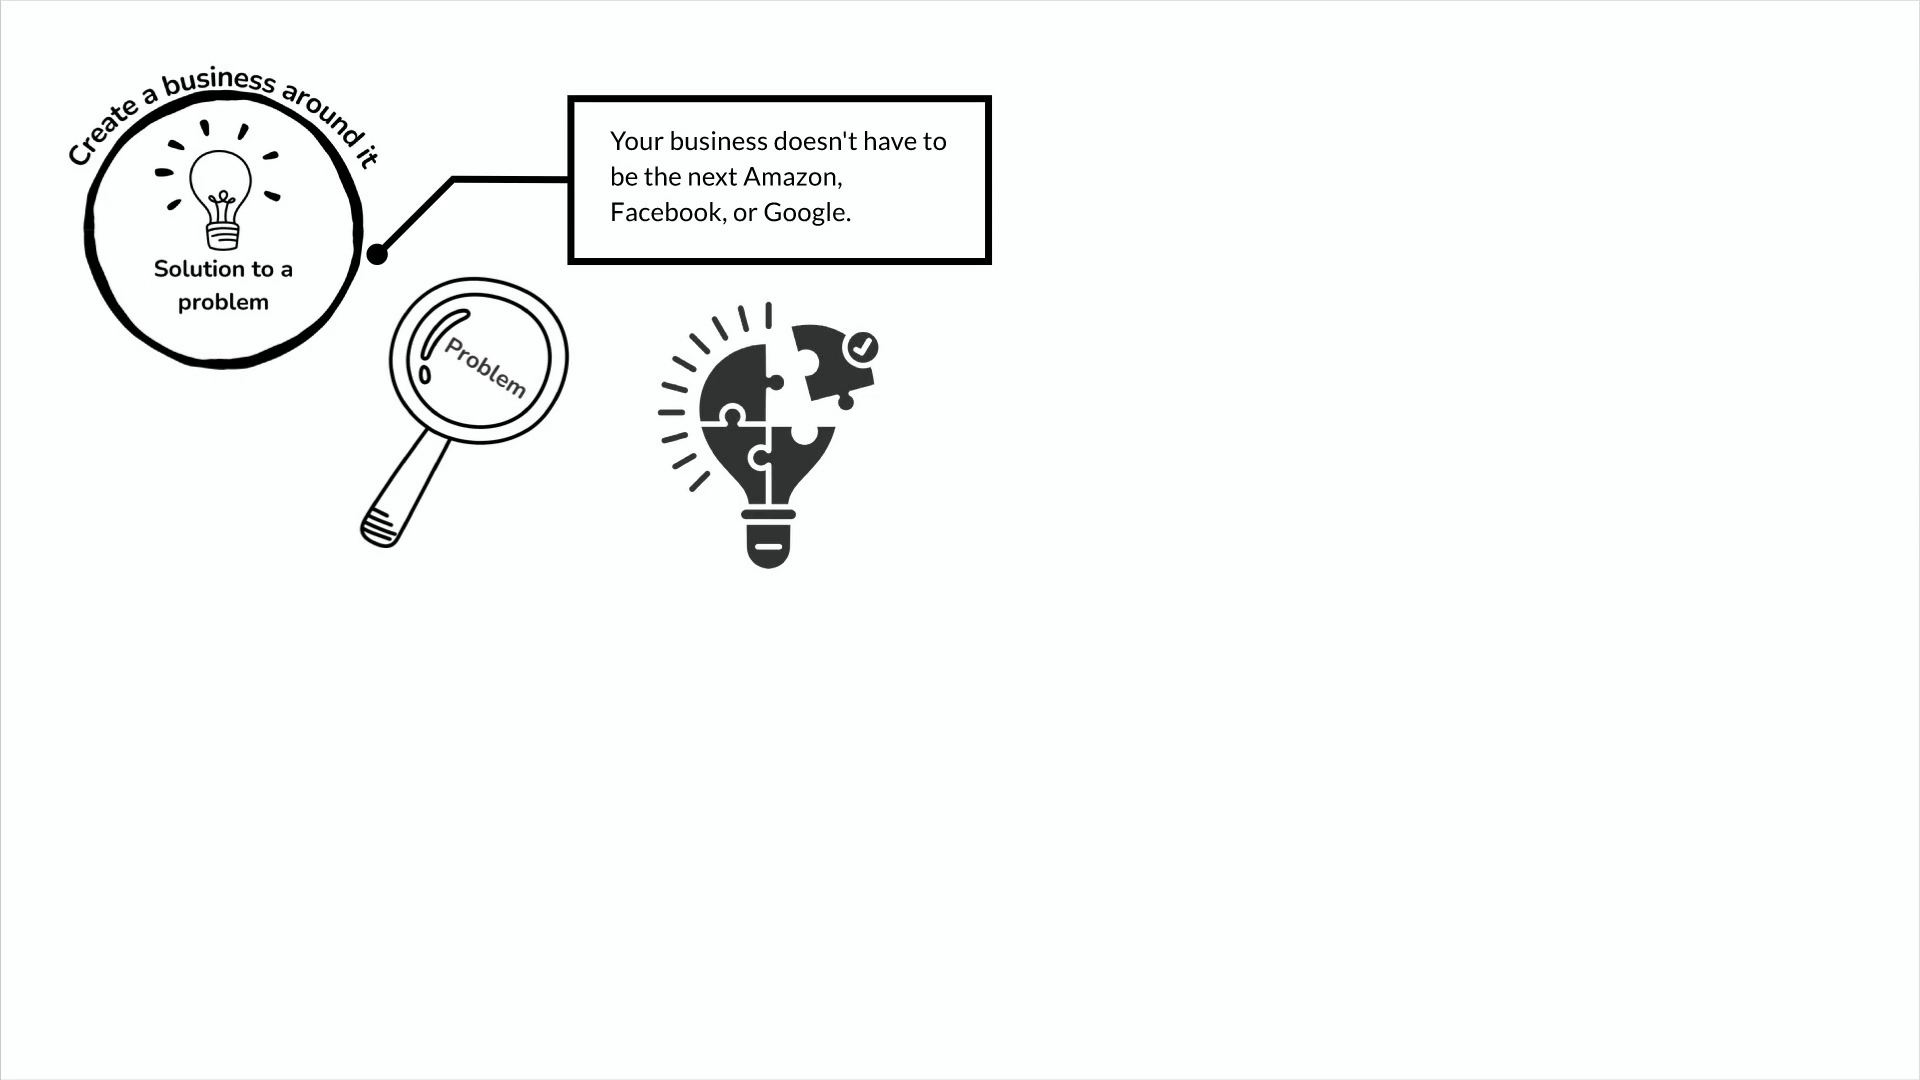 Create a business around it
Solution to a
problem
Your business doesn't have to
be the next Amazon,
Facebook, or Google.
Problem